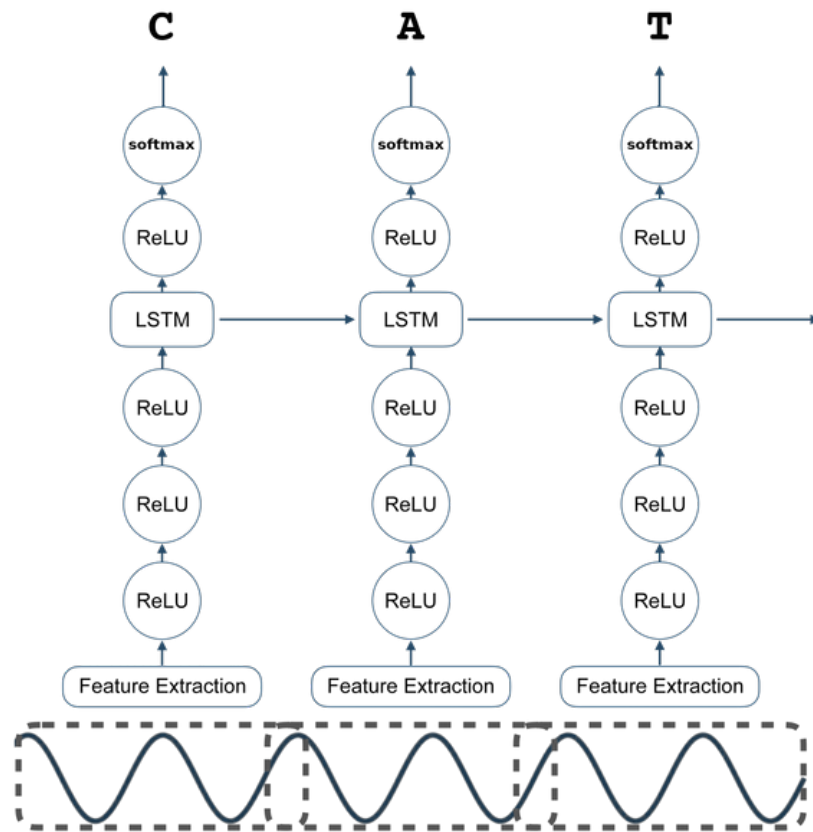 C A T
softmax softmax softmax
ReLU ReLU ReLU
LSTM LSTM LSTM
ReLU ReLU ReLU
ReLU ReLU ReLU
ReLU ReLU ReLU
Feature Extraction Feature Extraction Feature Extraction